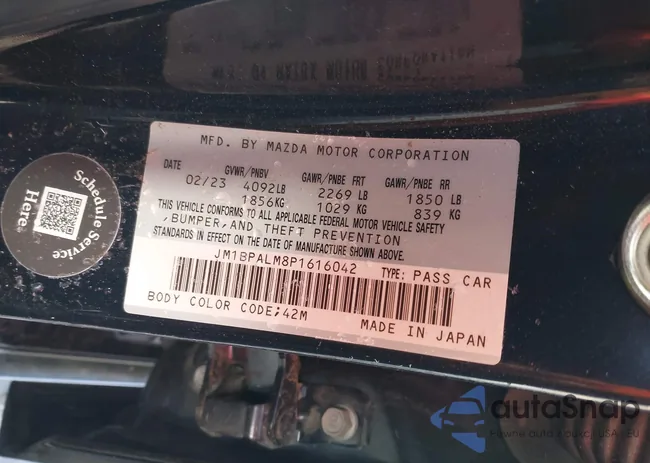 MFD. BY MAZDA MOTOR CORPORATION
DATE GVWR/PNBV GAWR/PNBE FRT GAWR/PNBE RR
02/23 4092LB 2269 LB 1850 LB
1856KG 1029 KG 839 KG
THIS VEHICLE CONFORMS TO ALL APPLICABLE FEDERAL MOTOR VEHICLE SAFETY
, BUMPER, AND THEFT PREVENTION
STANDARDS IN EFFECT ON THE DATE OF MANUFACTURE SHOWN ABOVE.
JM1BPALM8P1616042 TYPE: PASS CAR
BODY COLOR CODE;42M
MADE IN JAPAN
Schedule Service
Here.
autoSnap